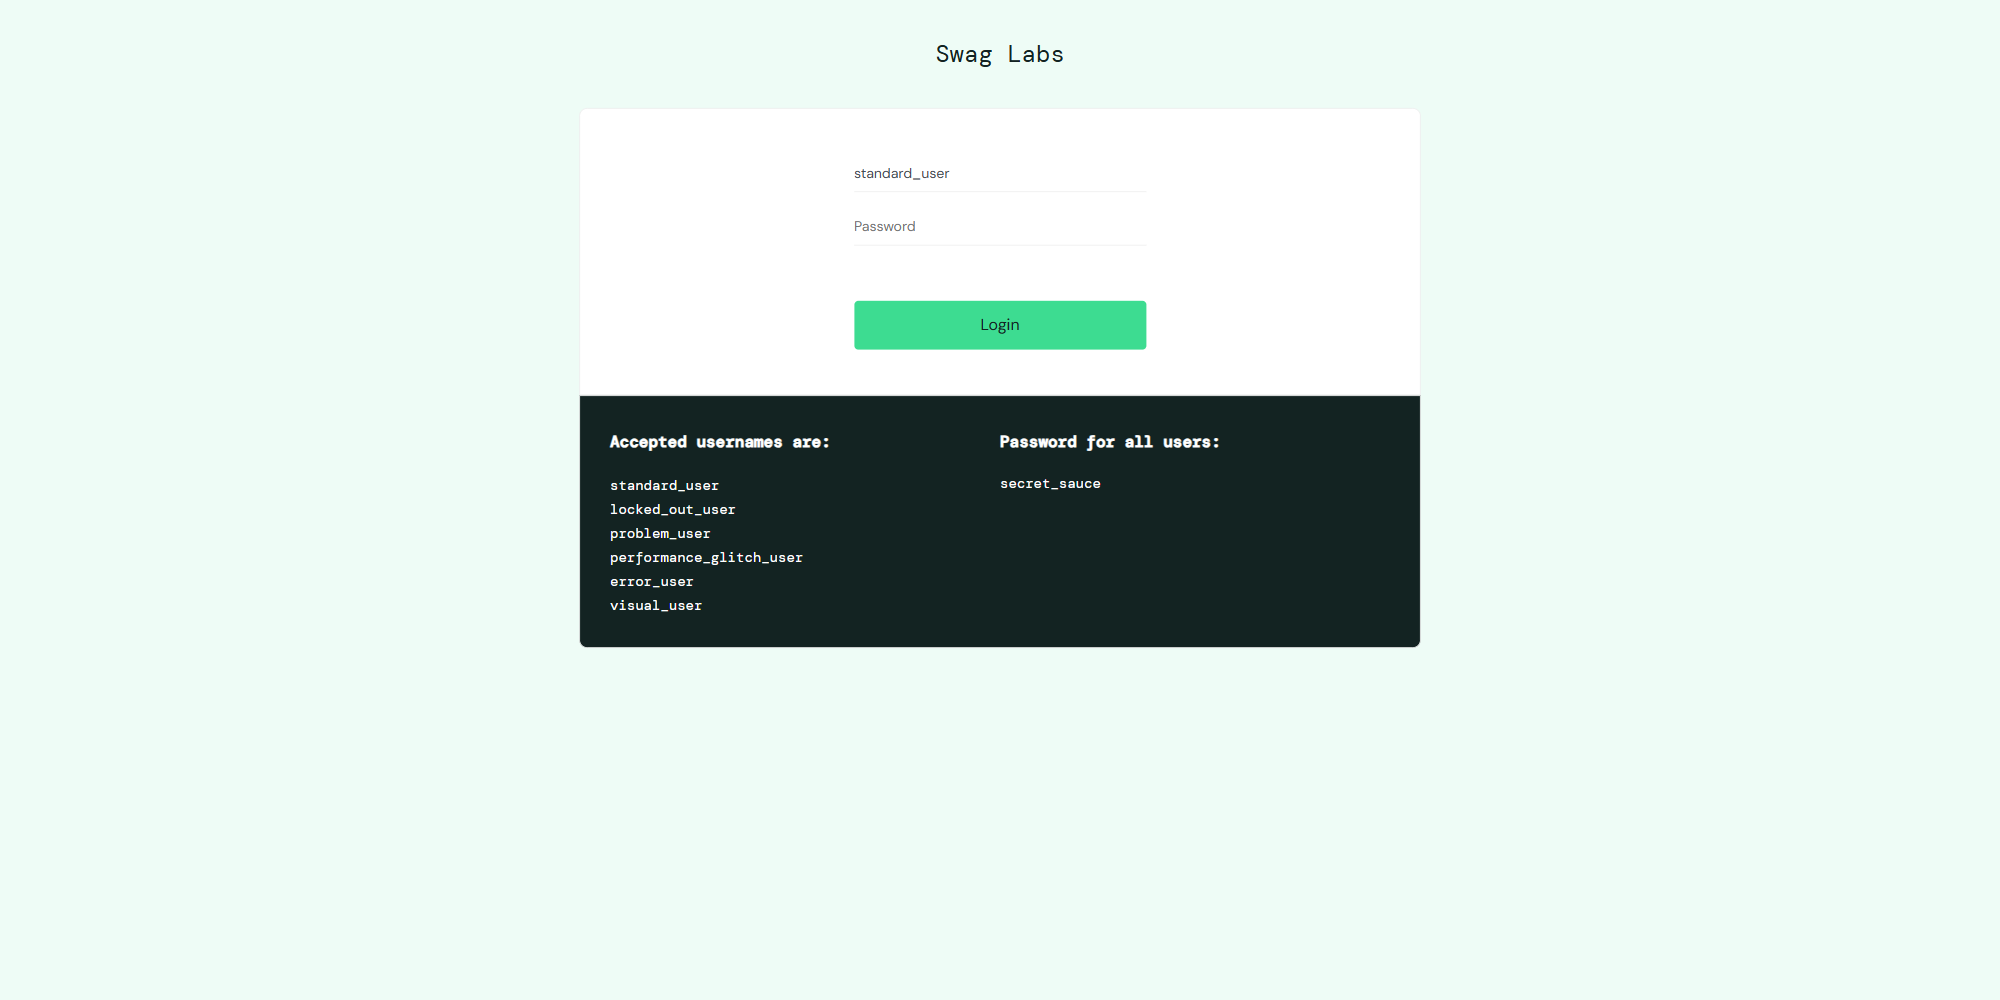 Swag Labs
standard_user
Password
Login
Accepted usernames are:
standard_user
locked_out_user
problem_user
performance_glitch_user
error_user
visual_user
Password for all users:
secret_sauce